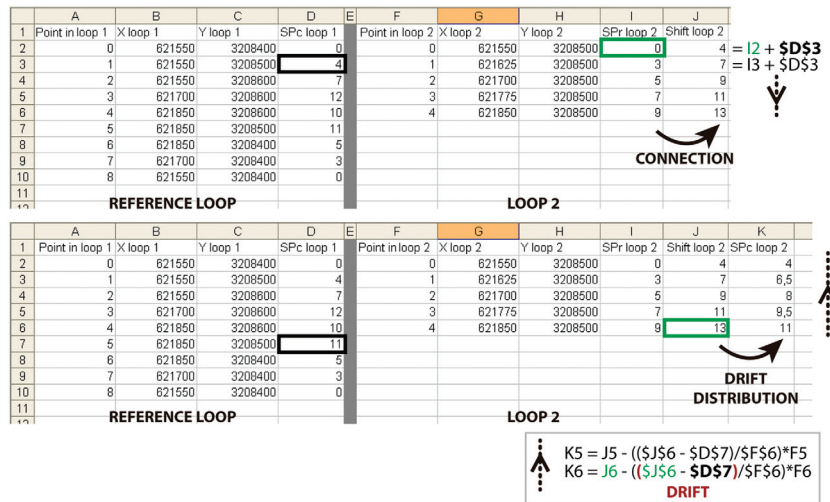 A B C D E F G H I J
1 Point in loop 1 X loop 1 Y loop 1 SPc loop 1 Point in loop 2 X loop 2 Y loop 2 SPr loop 2 Shift loop 2
2 0 621550 3208400 0 0 621550 3208500 0 4 = I2 + $D$3
3 1 621550 3208500 4 1 621625 3208500 3 7 = I3 + $D$3
4 2 621550 3208600 7 2 621700 3208500 5 9
5 3 621700 3208600 12 3 621775 3208500 7 11
6 4 621850 3208600 10 4 621850 3208500 9 13
7 5 621850 3208500 11
8 6 621850 3208400 5
9 7 621700 3208400 3
10 8 621550 3208400 0
CONNECTION
11
REFERENCE LOOP LOOP 2
A B C D E F G H I J K
1 Point in loop 1 X loop 1 Y loop 1 SPc loop 1 Point in loop 2 X loop 2 Y loop 2 SPr loop 2 Shift loop 2 SPc loop 2
2 0 621550 3208400 0 0 621550 3208500 0 4 4
3 1 621550 3208500 4 1 621625 3208500 3 7 6,5
4 2 621550 3208600 7 2 621700 3208500 5 9 8
5 3 621700 3208600 12 3 621775 3208500 7 11 9,5
6 4 621850 3208600 10 4 621850 3208500 9 13 11
7 5 621850 3208500 11
8 6 621850 3208400 5
9 7 621700 3208400 3
10 8 621550 3208400 0
DRIFT
DISTRIBUTION
11
REFERENCE LOOP LOOP 2
K5 = J5 - (($J$6 - $D$7)/$F$6)*F5
K6 = J6 - (($J$6 - $D$7)/$F$6)*F6
DRIFT